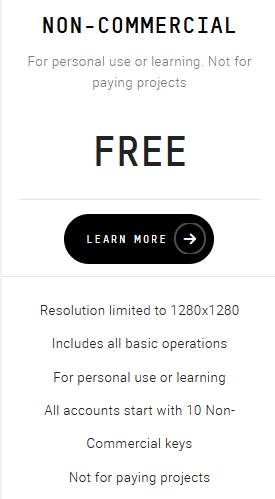 NON-COMMERCIAL
For personal use or learning. Not for
paying projects
FREE
LEARN MORE
Resolution limited to 1280x1280
Includes all basic operations
For personal use or learning
All accounts start with 10 Non-
Commercial keys
Not for paying projects